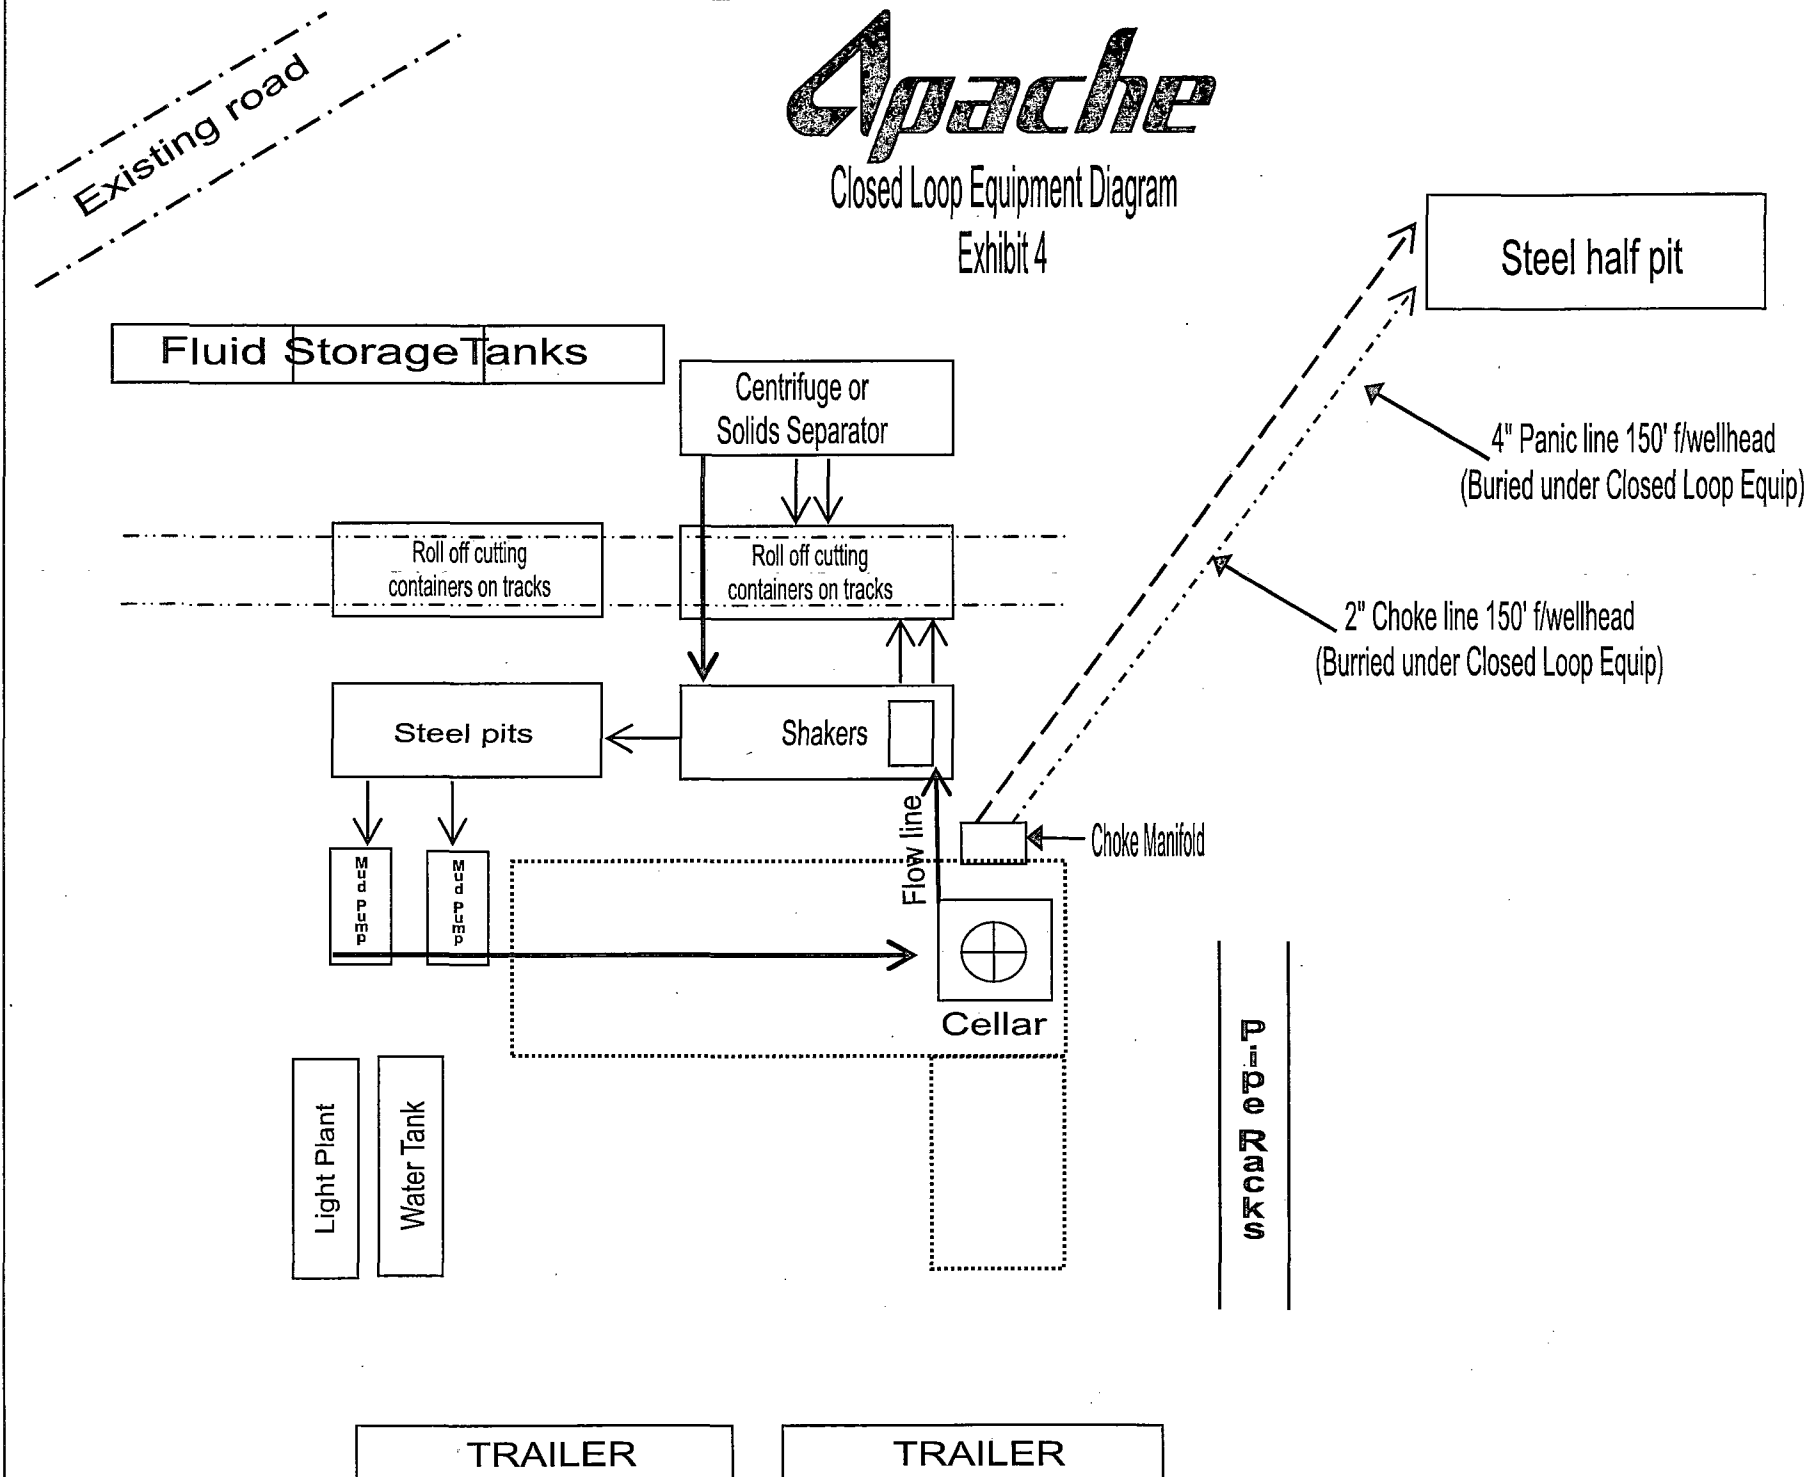 Apache
Closed Loop Equipment Diagram
Exhibit 4
Existing road
Steel half pit
Fluid StorageTanks
Centrifuge or
Solids Separator
4" Panic line 150' f/wellhead
(Buried under Closed Loop Equip)
Roll off cutting
containers on tracks
Roll off cutting
containers on tracks
2" Choke line 150' f/wellhead
(Burried under Closed Loop Equip)
Steel pits
Shakers
Flow line
Choke Manifold
Mud Pump
Mud Pump
Cellar
Pipe Racks
Light Plant
Water Tank
TRAILER
TRAILER